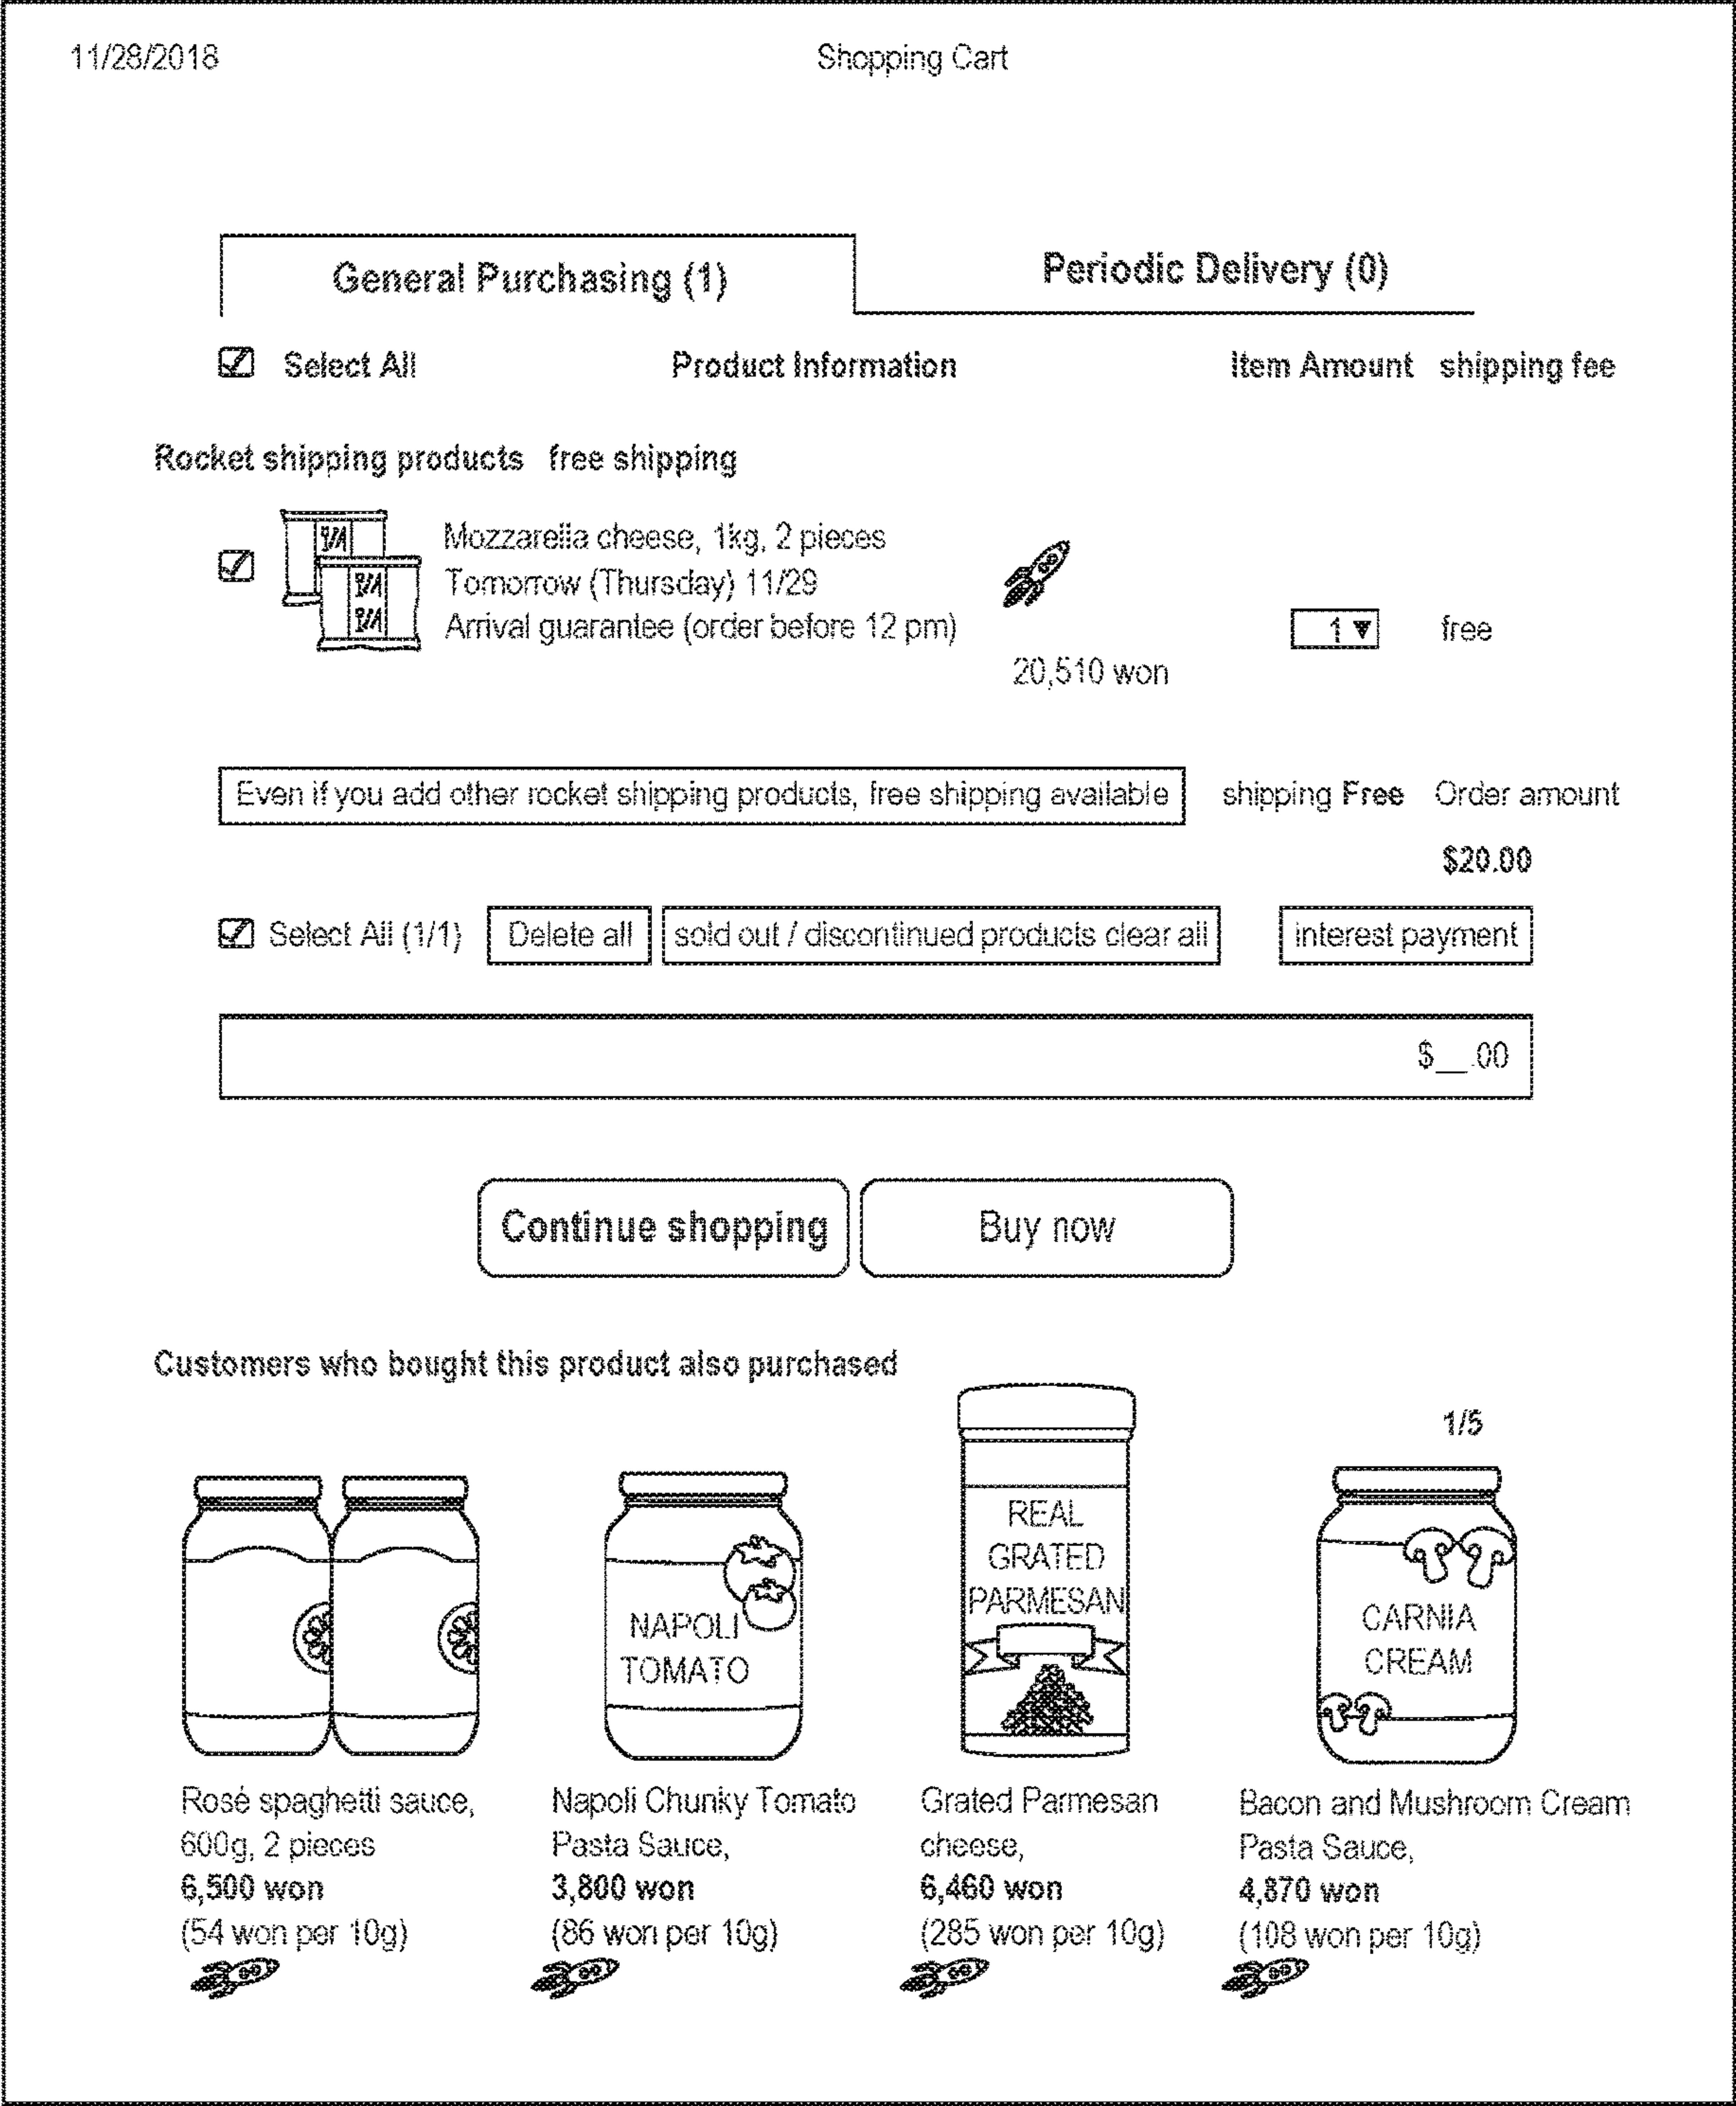 11/28/2018 Shopping Cart
General Purchasing (1) Periodic Delivery (0)
Select All Product Information Item Amount shipping fee
Rocket shipping products free shipping
Mozzarella cheese, 1kg, 2 pieces
Tomorrow (Thursday) 11/29
Arrival guarantee (order before 12 pm)
1 free
20,510 won
Even if you add other rocket shipping products, free shipping available shipping Free Order amount
$20.00
Select All (1/1) Delete all sold out / discontinued products clear all interest payment
$__.00
Continue shopping Buy now
Customers who bought this product also purchased
1/5
REAL
GRATED
PARMESAN
NAPOLI
TOMATO
CARNIA
CREAM
Rosé spaghetti sauce,
600g, 2 pieces
6,500 won
(54 won per 10g)
Napoli Chunky Tomato
Pasta Sauce,
3,800 won
(86 won per 10g)
Grated Parmesan
cheese,
6,460 won
(285 won per 10g)
Bacon and Mushroom Cream
Pasta Sauce,
4,870 won
(108 won per 10g)